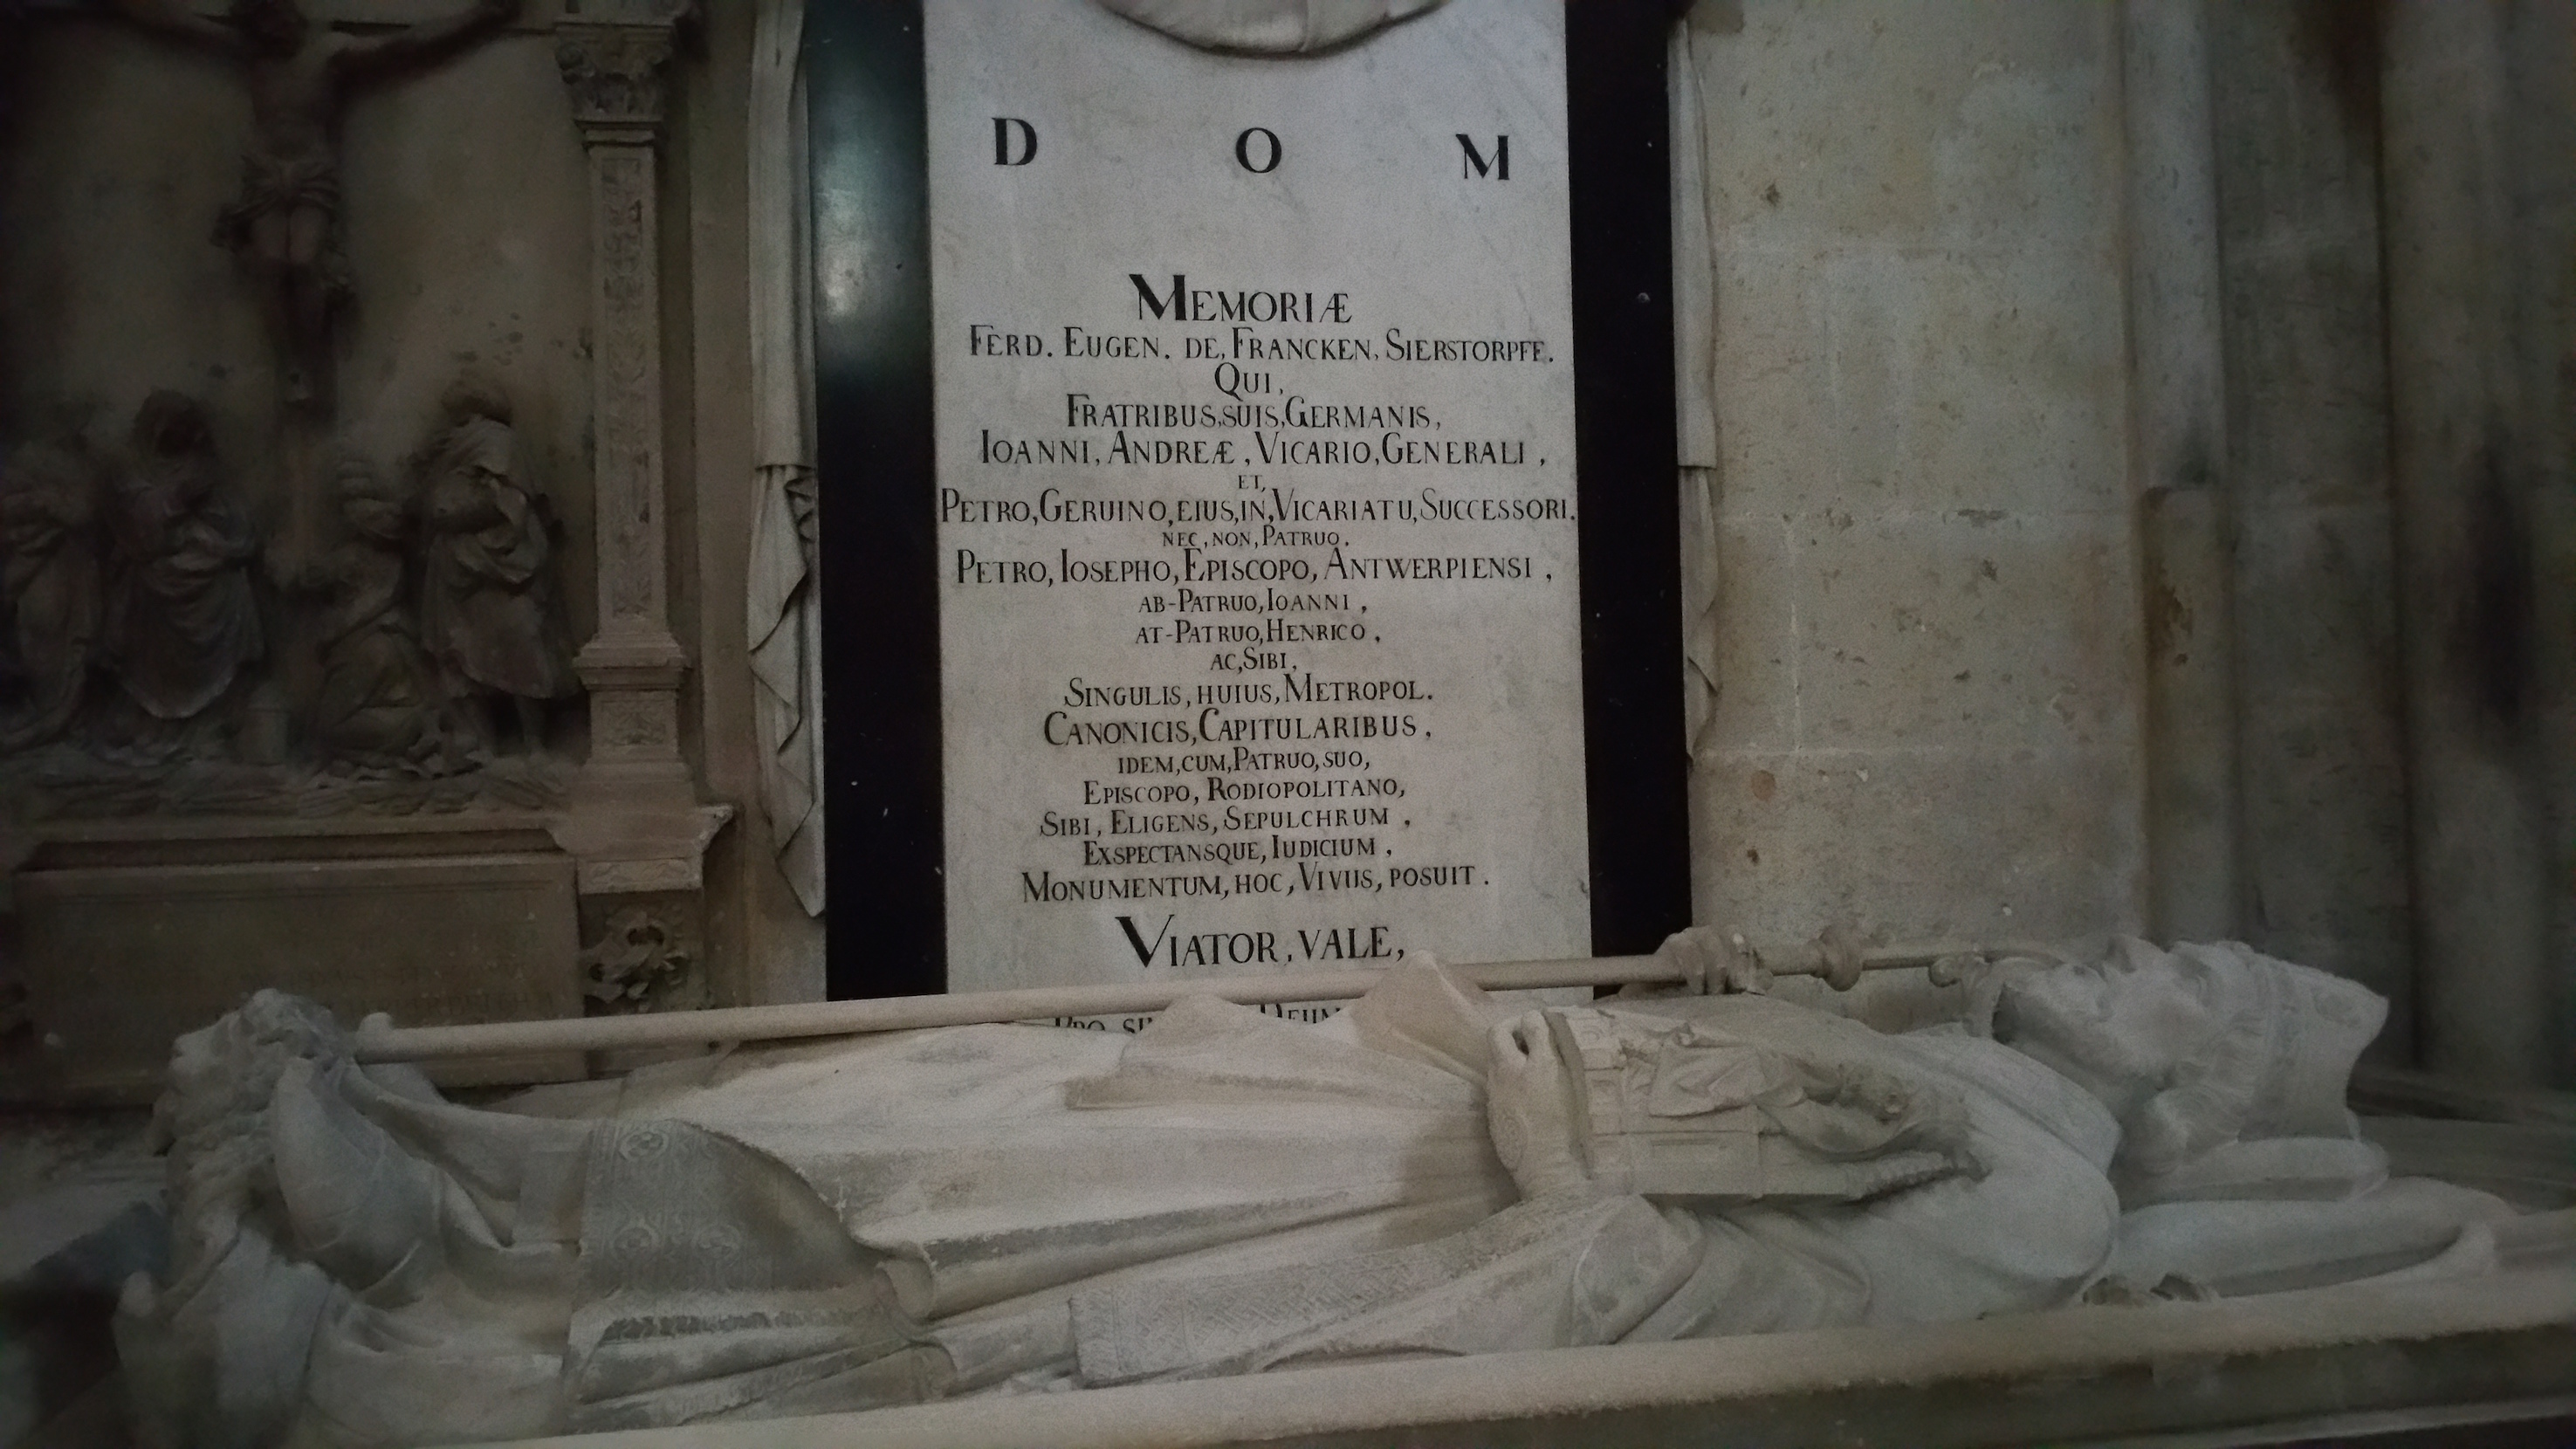 D O M
MEMORIÆ
FERD. EUGEN. DE, FRANCKEN, SIERSTORPFF.
QUI,
FRATRIBUS,SUIS,GERMANIS,
IOANNI, ANDREÆ, VICARIO,GENERALI,
ET,
PETRO,GERUINO,EIUS,IN,VICARIATU,SUCCESSORI.
NEC,NON,PATRUO.
PETRO, IOSEPHO, EPISCOPO, ANTWERPIENSI,
AB-PATRUO,IOANNI,
AT-PATRUO,HENRICO,
AC,SIBI,
SINGULIS, HUIUS, METROPOL.
CANONICIS,CAPITULARIBUS,
IDEM,CUM,PATRUO,SUO,
EPISCOPO, RODIOPOLITANO,
SIBI, ELIGENS, SEPULCHRUM,
EXSPECTANSQUE, IUDICIUM,
MONUMENTUM, HOC, VIVUS, POSUIT.
VIATOR, VALE,
PRO